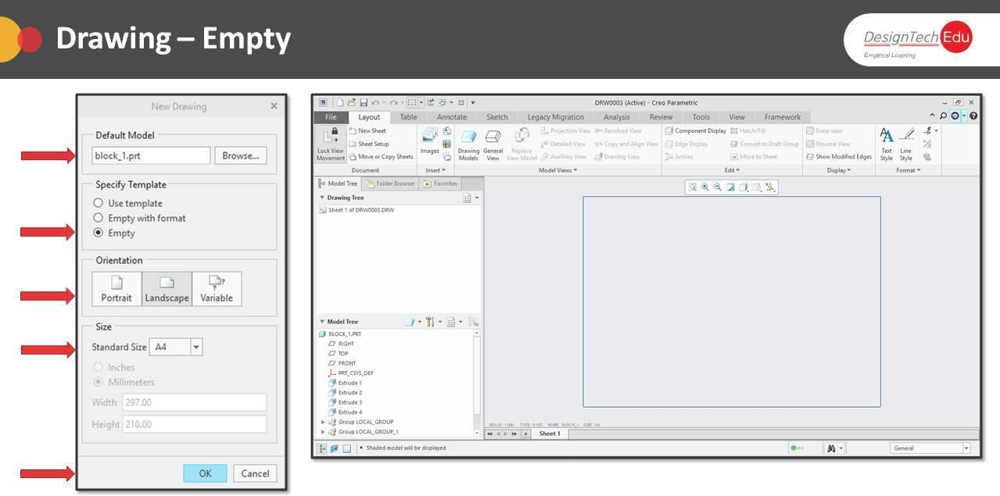 Drawing – Empty
DesignTech Edu
Empirical Learning
New Drawing
Default Model
block_1.prt
Browse...
Specify Template
Use template
Empty with format
Empty
Orientation
Portrait Landscape Variable
Size
Standard Size A4
Inches
Millimeters
Width 297.00
Height 210.00
OK Cancel
DRW0003 (Active) - Creo Parametric
File Layout Table Annotate Sketch Legacy Migration Analysis Review Tools View Framework
Lock View Movement
New Sheet
Sheet Setup
Move or Copy Sheets
Document
Images
Insert
Drawing Models
General View
Replace View Model
Projection View
Detailed View
Auxiliary View
Revolved View
Copy and Align View
Drawing View
Model Views
Component Display
Edge Display
Arrows
Hatch/Fill
Convert to Draft Group
Move to Sheet
Edit
Erase view
Resume View
Show Modified Edges
Display
Text Style
Line Style
Format
Model Tree Folder Browser Favorites
Drawing Tree
Sheet 1 of DRW0003.DRW
Model Tree
BLOCK_1.PRT
RIGHT
TOP
FRONT
PRT_CSYS_DEF
Extrude 1
Extrude 2
Extrude 3
Extrude 4
Group LOCAL_GROUP
Group LOCAL_GROUP_1
SCALE : 1.000 TYPE : PART NAME : BLOCK_1 SIZE : A4
Sheet 1
• Shaded model will be displayed
General